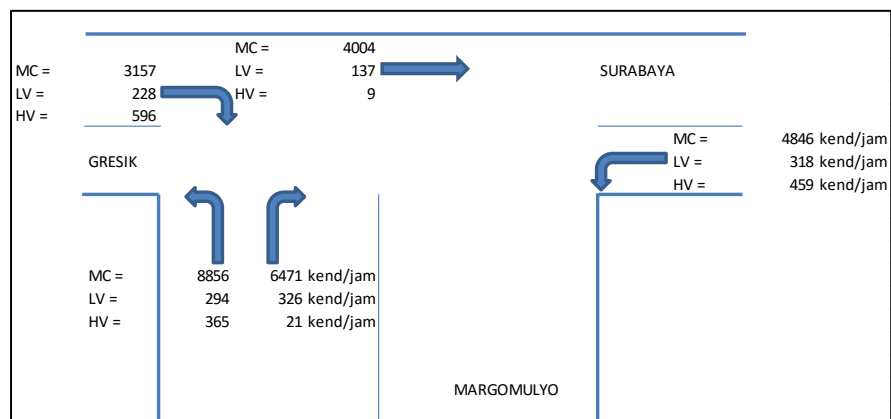 MC = 4004
MC = 3157
LV = 137
SURABAYA
LV = 228
HV = 9
HV = 596
MC = 4846 kend/jam
GRESIK
LV = 318 kend/jam
HV = 459 kend/jam
MC = 8856 6471 kend/jam
LV = 294 326 kend/jam
HV = 365 21 kend/jam
MARGOMULYO